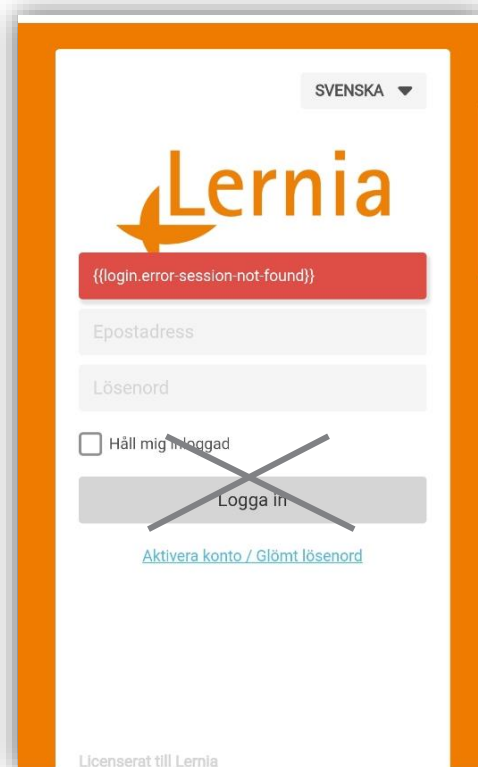 SVENSKA
Lernia
{{login.error-session-not-found}}
Epostadress
Lösenord
Håll mig inloggad
Logga in
Aktivera konto / Glömt lösenord
Licenserat till Lernia